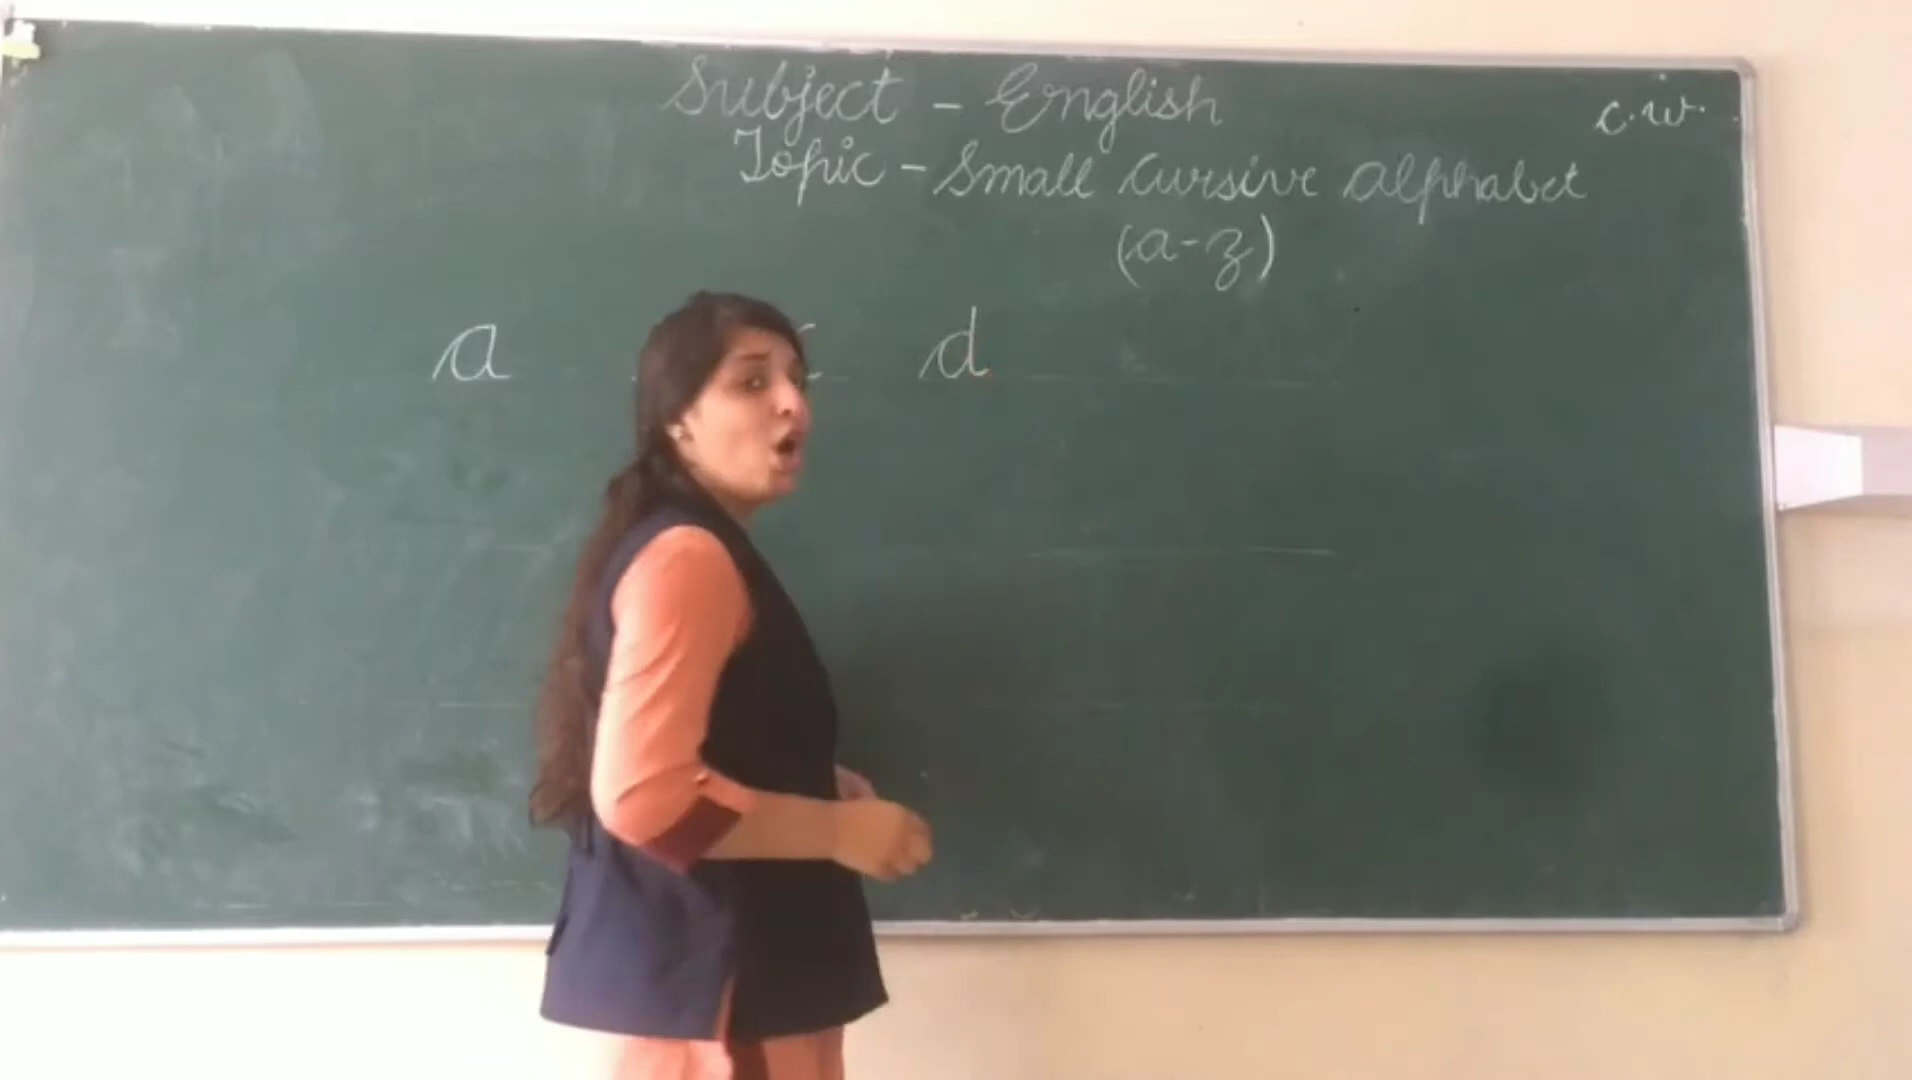 Subject - English
c.w.
Topic - Small cursive alphabet
(a-z)
a c d